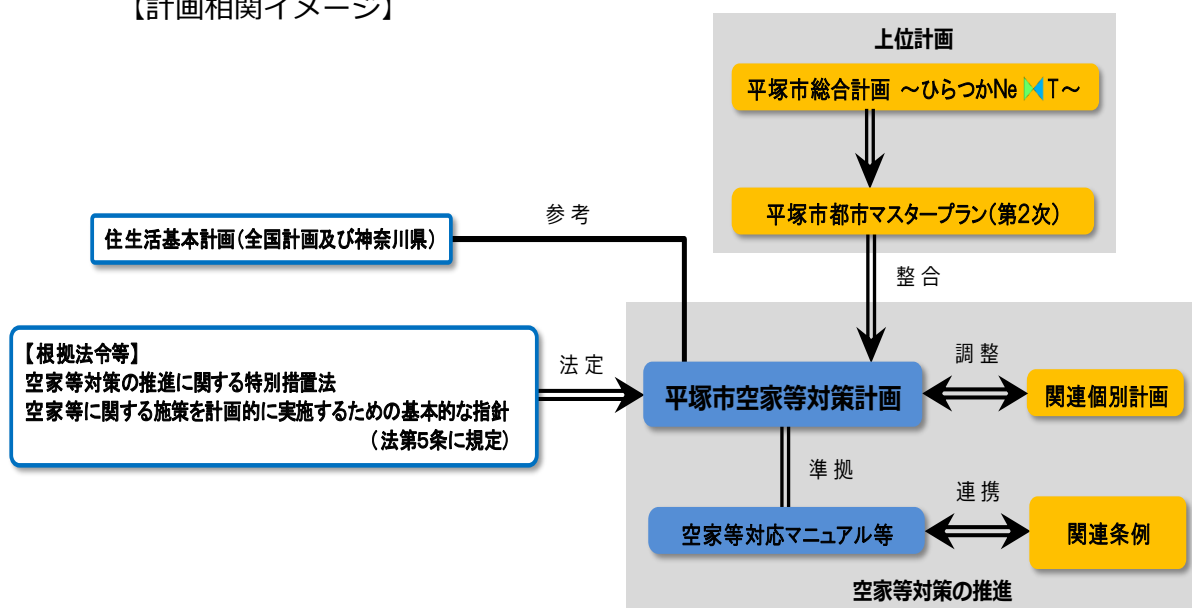 【計画相関イメージ】
上位計画
平塚市総合計画 ～ひらつかNe⧓T～
平塚市都市マスタープラン（第2次）
参考
住生活基本計画（全国計画及び神奈川県）
整合
【根拠法令等】
空家等対策の推進に関する特別措置法
空家等に関する施策を計画的に実施するための基本的な指針
（法第5条に規定）
法定
平塚市空家等対策計画
調整
関連個別計画
準拠
空家等対応マニュアル等
連携
関連条例
空家等対策の推進